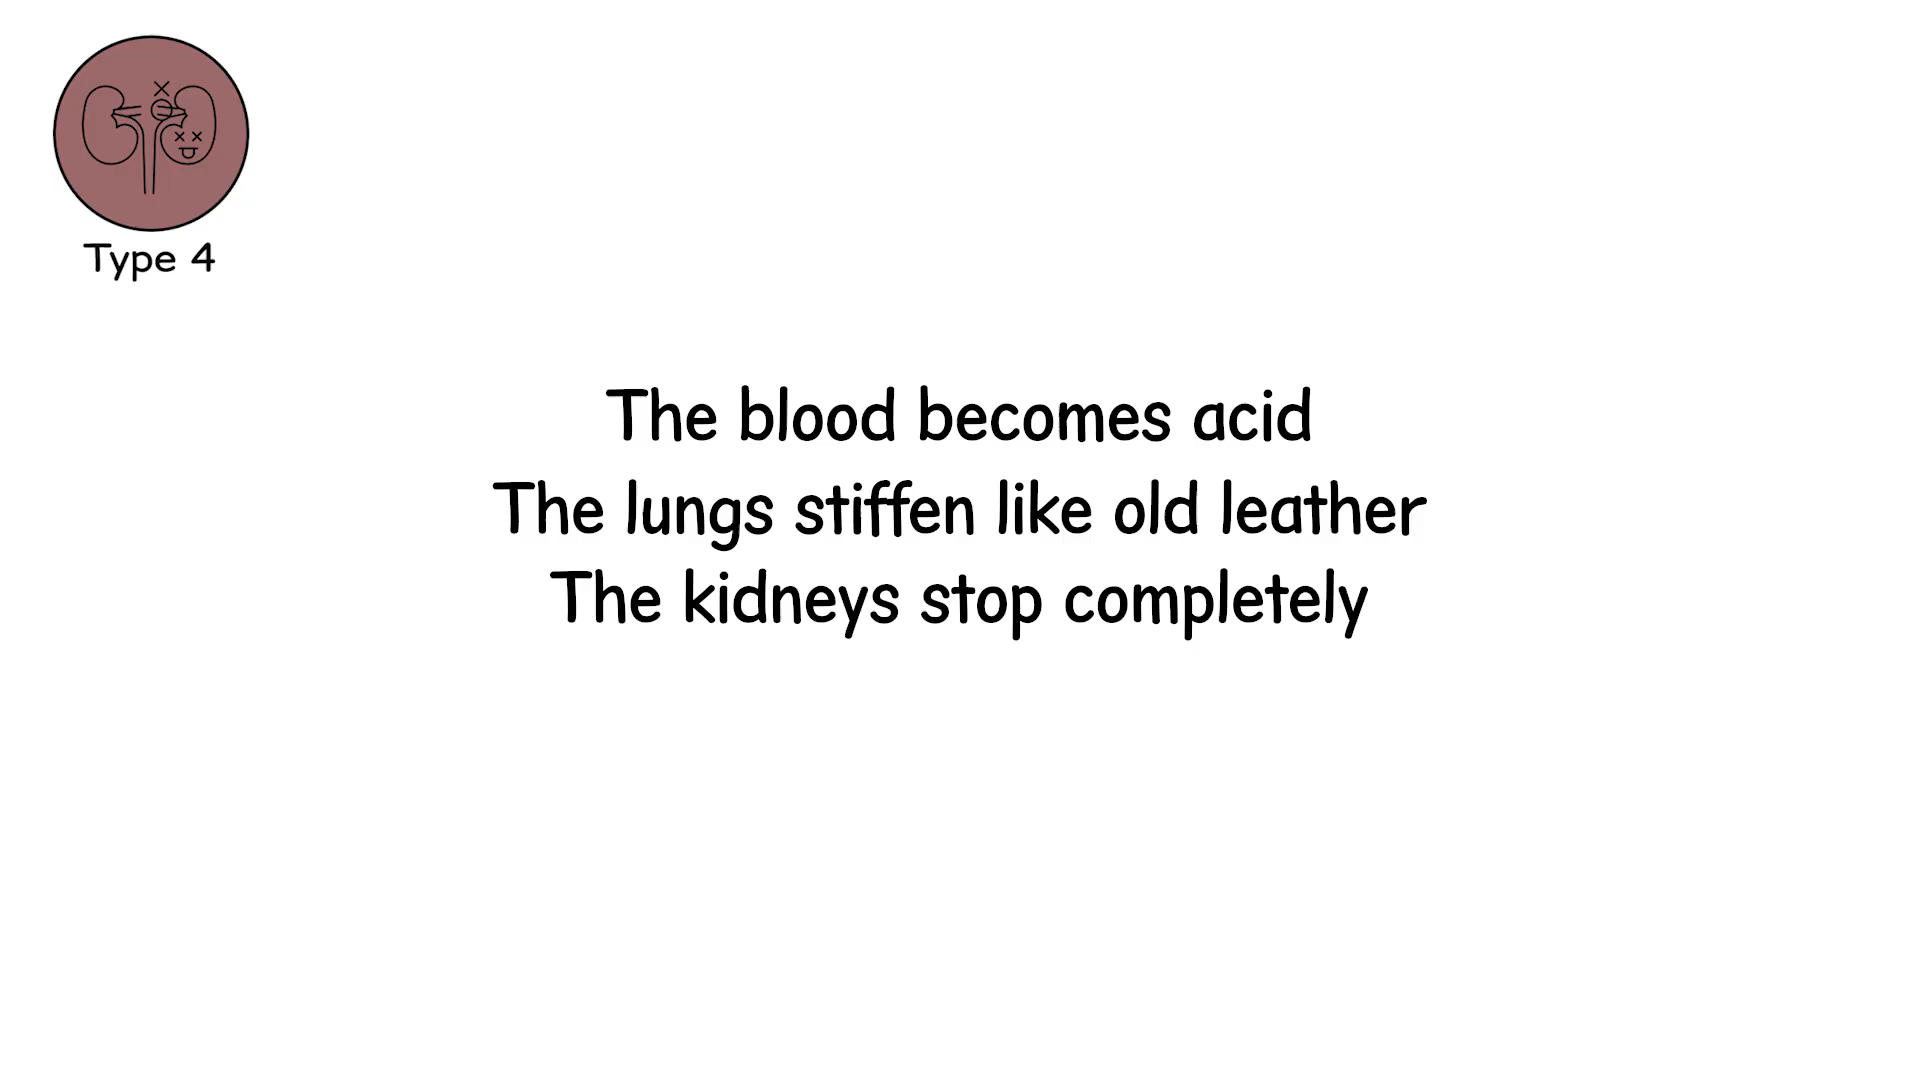 Type 4
The blood becomes acid
The lungs stiffen like old leather
The kidneys stop completely